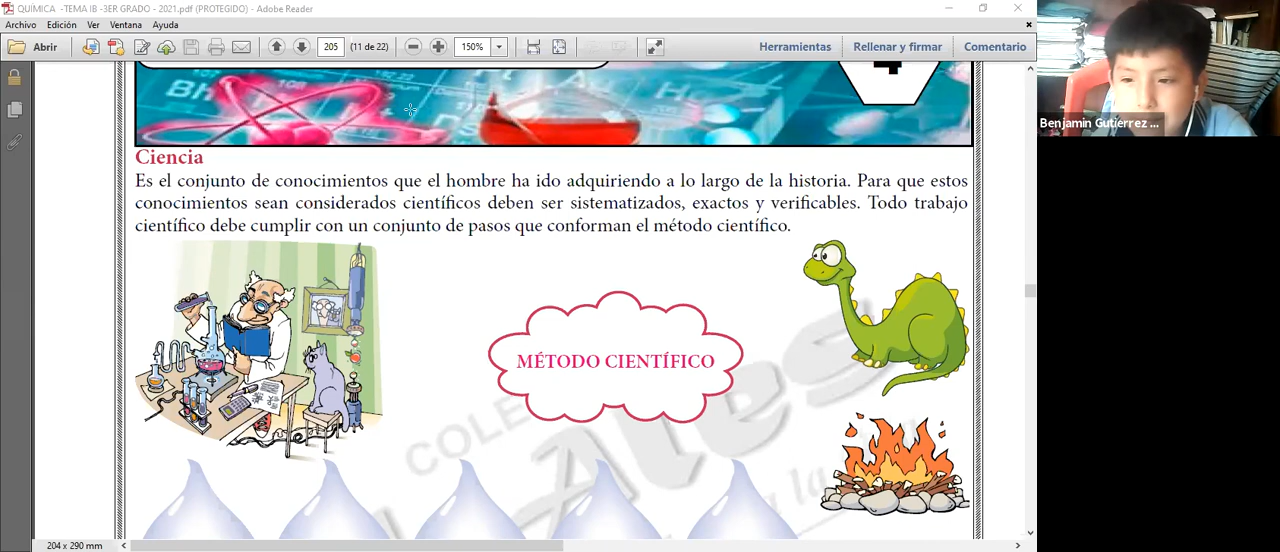 QUÍMICA -TEMA IB -3ER GRADO - 2021.pdf (PROTEGIDO) - Adobe Reader
Archivo Edición Ver Ventana Ayuda
Abrir 205 (11 de 22) 150% Herramientas Rellenar y firmar Comentario
Benjamin Gutierrez ...
Ciencia
Es el conjunto de conocimientos que el hombre ha ido adquiriendo a lo largo de la historia. Para que estos
conocimientos sean considerados científicos deben ser sistematizados, exactos y verificables. Todo trabajo
científico debe cumplir con un conjunto de pasos que conforman el método científico.
MÉTODO CIENTÍFICO
204 x 290 mm